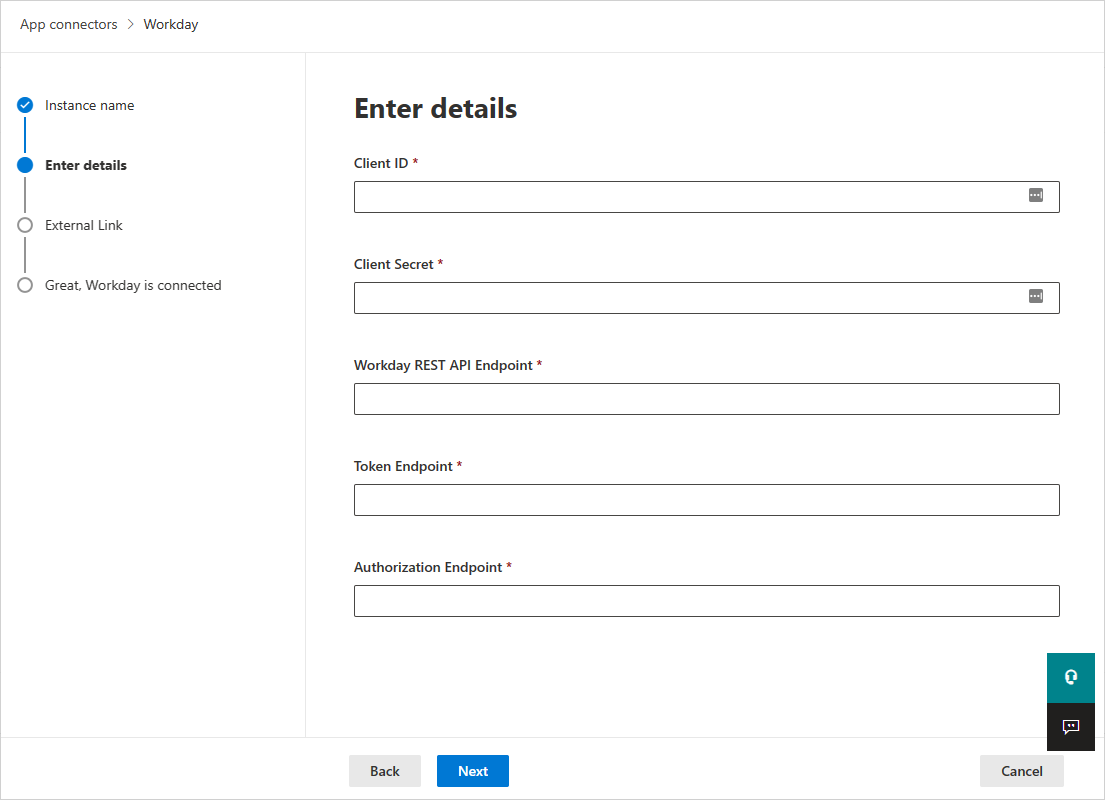 App connectors > Workday
Instance name
Enter details
External Link
Great, Workday is connected
Enter details
Client ID *
Client Secret *
Workday REST API Endpoint *
Token Endpoint *
Authorization Endpoint *
Back
Next
Cancel